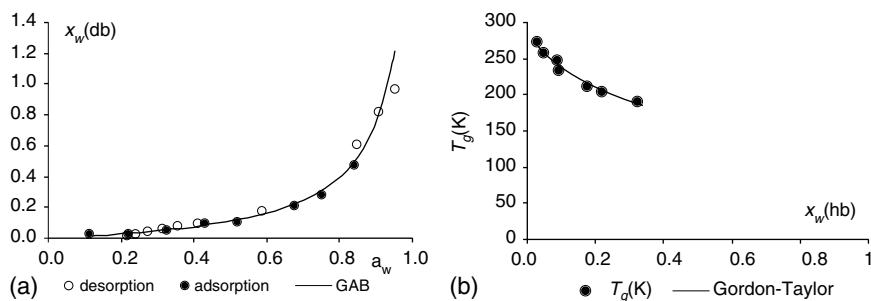 x_w(db)
1.4
1.2
1.0
0.8
0.6
0.4
0.2
0.0
0.0 0.2 0.4 0.6 0.8 1.0
a_w
(a)
desorption adsorption GAB
T_g(K)
300
250
200
150
100
50
0
x_w(hb)
0 0.2 0.4 0.6 0.8 1
(b)
T_g(K) Gordon-Taylor